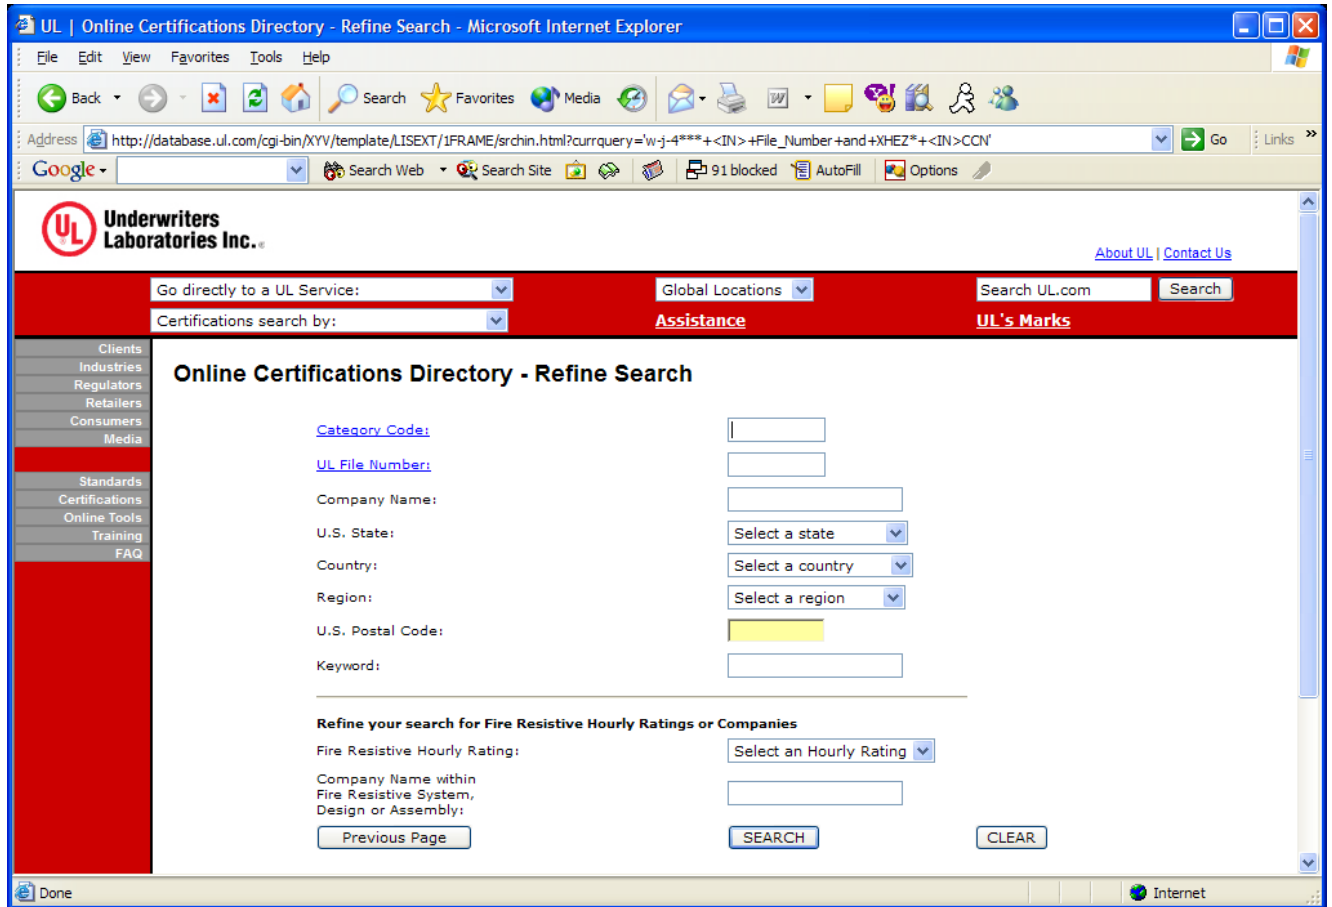 UL | Online Certifications Directory - Refine Search - Microsoft Internet Explorer
File Edit View Favorites Tools Help
Back Search Favorites Media
Address http://database.ul.com/cgi-bin/XYV/template/LISEXT/1FRAME/srchin.html?currquery='w-j-4***+<IN>+File_Number+and+XHEZ*+<IN>CCN' Go Links »
Google Search Web Search Site 91 blocked AutoFill Options
UL Underwriters
Laboratories Inc.
About UL | Contact Us
Go directly to a UL Service: Global Locations Search UL.com Search
Certifications search by: Assistance UL's Marks
Clients
Industries
Regulators
Retailers
Consumers
Media
Standards
Certifications
Online Tools
Training
FAQ
Online Certifications Directory - Refine Search
Category Code:
UL File Number:
Company Name:
U.S. State: Select a state
Country: Select a country
Region: Select a region
U.S. Postal Code:
Keyword:
Refine your search for Fire Resistive Hourly Ratings or Companies
Fire Resistive Hourly Rating: Select an Hourly Rating
Company Name within
Fire Resistive System,
Design or Assembly:
Previous Page SEARCH CLEAR
Done Internet